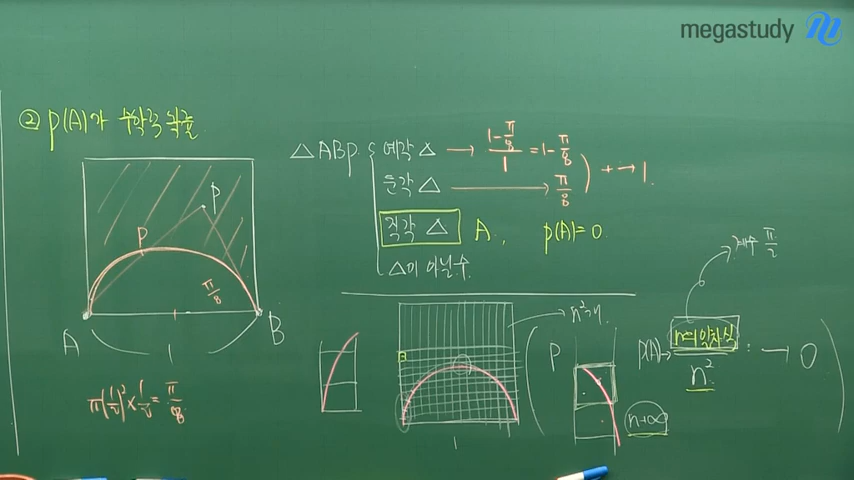 megastudy
② P(A)가 수학적 확률
△ABP 예각 △ → (1-π/8)/1 = 1-π/8
둔각 △ → π/8
+ → 1.
직각 △ A, P(A)=0
△이 아닐수.
P
P
π/8
A B
1
π(1/2)²×1/2=π/8
n²개
1
P
n→∞
P(A)→ n의 일차식/n² → 0
계수 π/2